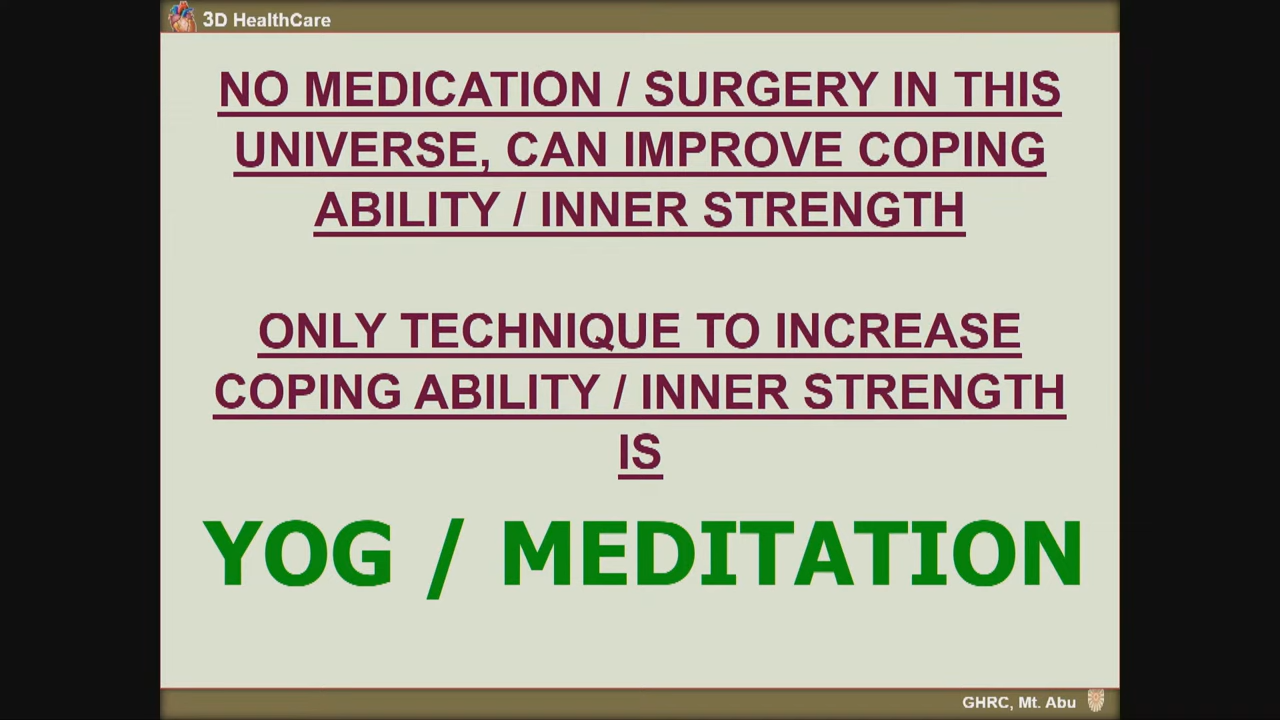 3D HealthCare
NO MEDICATION / SURGERY IN THIS
UNIVERSE, CAN IMPROVE COPING
ABILITY / INNER STRENGTH
ONLY TECHNIQUE TO INCREASE
COPING ABILITY / INNER STRENGTH
IS
YOG / MEDITATION
GHRC, Mt. Abu